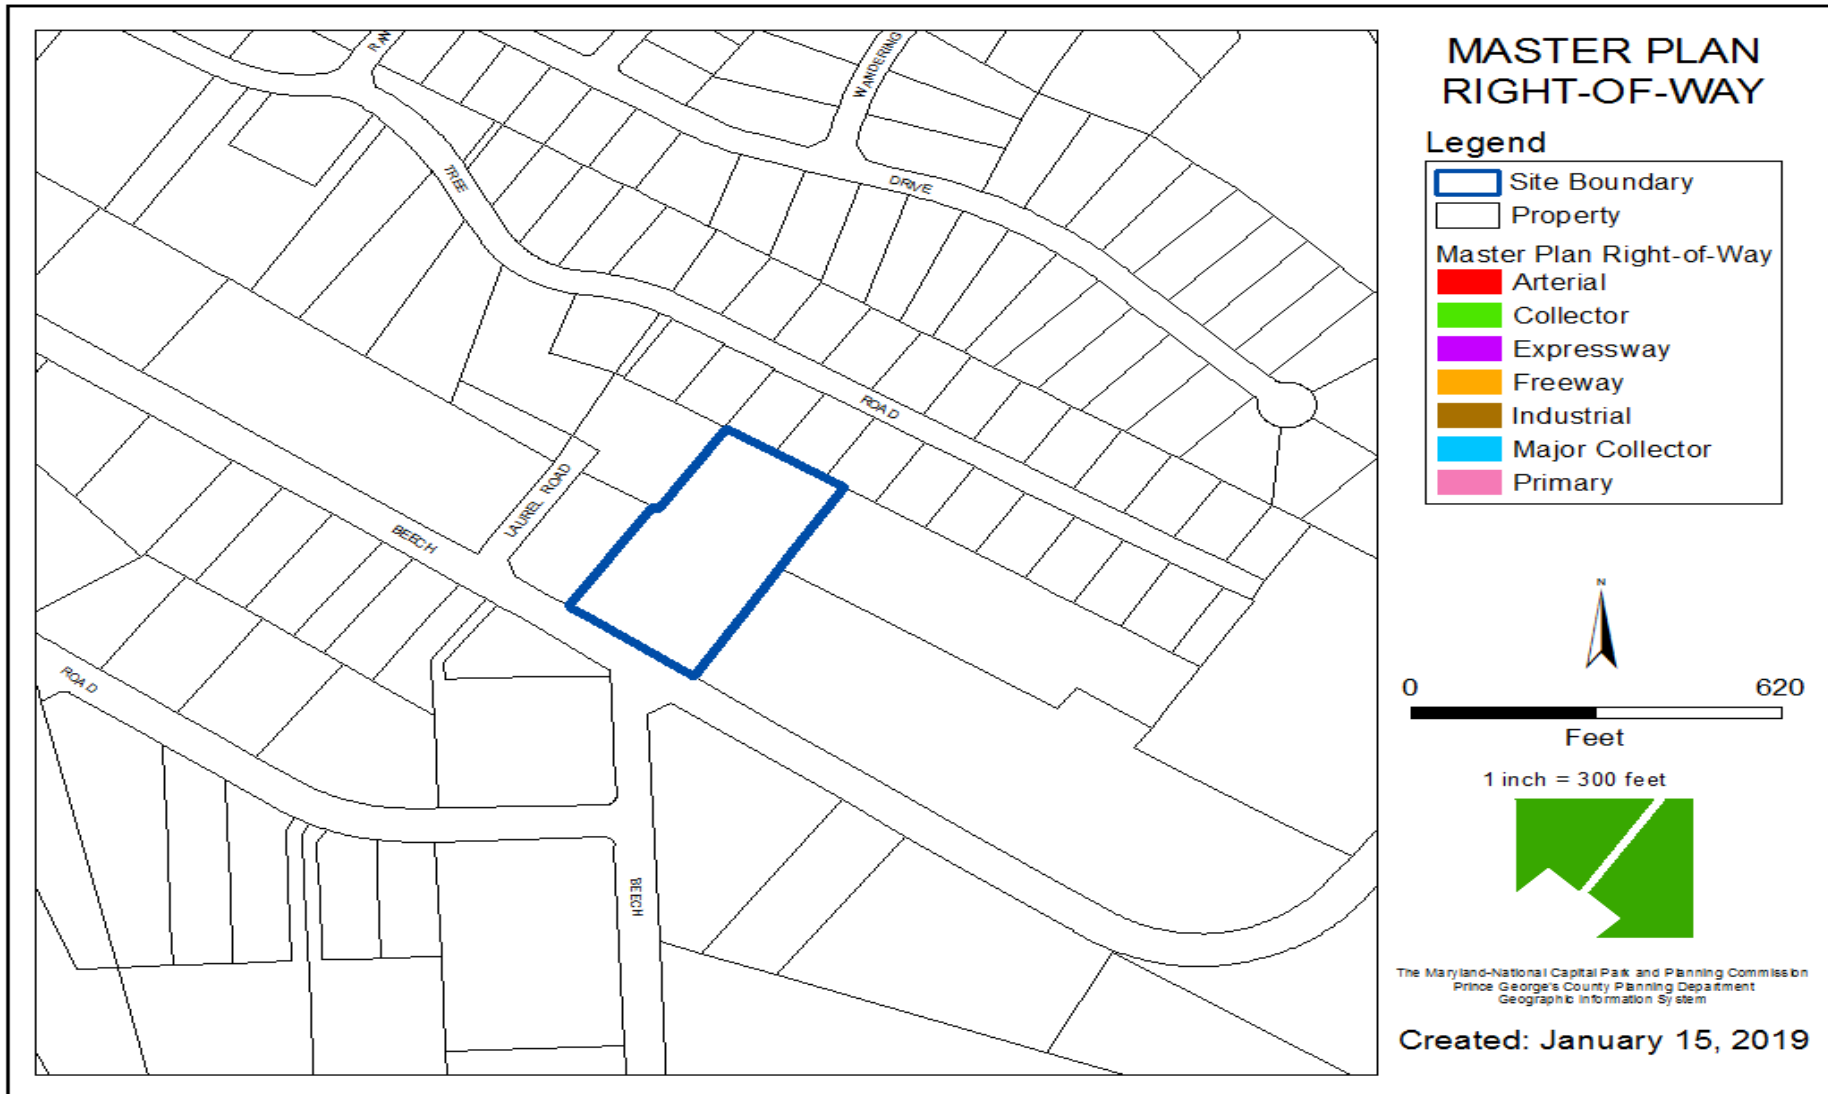 MASTER PLAN
RIGHT-OF-WAY
Legend
Site Boundary
Property
Master Plan Right-of-Way
Arterial
Collector
Expressway
Freeway
Industrial
Major Collector
Primary
N
0 620
Feet
1 inch = 300 feet
The Maryland-National Capital Park and Planning Commission
Prince George's County Planning Department
Geographic Information System
Created: January 15, 2019
RAN
WANDERING
TREE
DRIVE
ROAD
LAUREL ROAD
BEECH
ROAD
BEECH